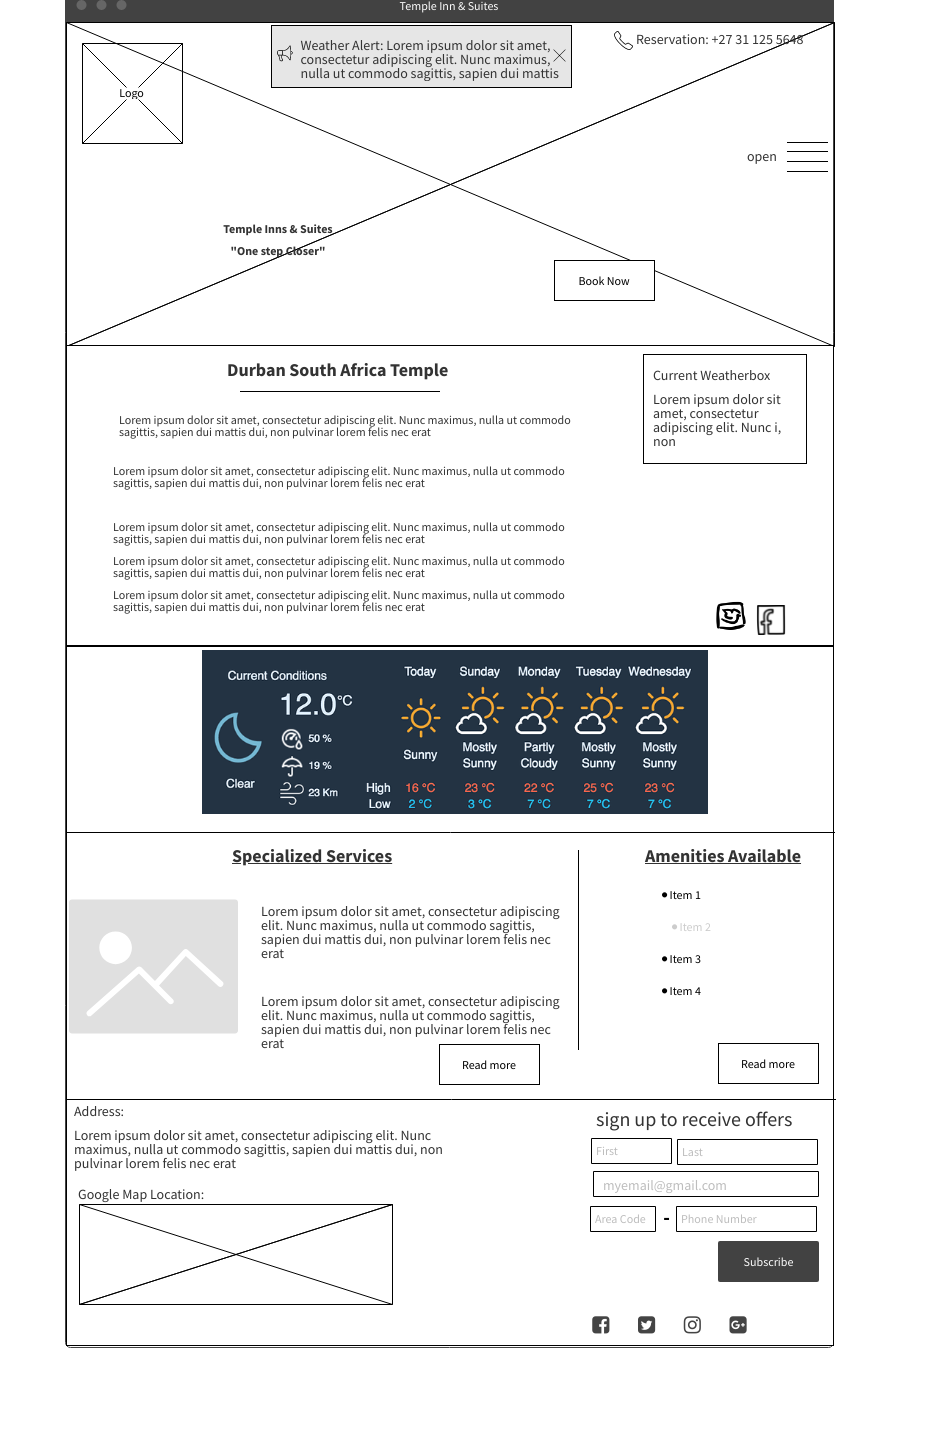 Temple Inn & Suites
Weather Alert: Lorem ipsum dolor sit amet,
consectetur adipiscing elit. Nunc maximus,
nulla ut commodo sagittis, sapien dui mattis
Reservation: +27 31 125 5648
Logo
open
Temple Inns & Suites
"One step Closer"
Book Now
Durban South Africa Temple
Lorem ipsum dolor sit amet, consectetur adipiscing elit. Nunc maximus, nulla ut commodo
sagittis, sapien dui mattis dui, non pulvinar lorem felis nec erat
Lorem ipsum dolor sit amet, consectetur adipiscing elit. Nunc maximus, nulla ut commodo
sagittis, sapien dui mattis dui, non pulvinar lorem felis nec erat
Lorem ipsum dolor sit amet, consectetur adipiscing elit. Nunc maximus, nulla ut commodo
sagittis, sapien dui mattis dui, non pulvinar lorem felis nec erat
Lorem ipsum dolor sit amet, consectetur adipiscing elit. Nunc maximus, nulla ut commodo
sagittis, sapien dui mattis dui, non pulvinar lorem felis nec erat
Lorem ipsum dolor sit amet, consectetur adipiscing elit. Nunc maximus, nulla ut commodo
sagittis, sapien dui mattis dui, non pulvinar lorem felis nec erat
Current Weatherbox
Lorem ipsum dolor sit
amet, consectetur
adipiscing elit. Nunc i,
non
Current Conditions
12.0°C
50 %
19 %
23 Km
Clear
Today Sunday Monday Tuesday Wednesday
Sunny
Mostly Sunny
Partly Cloudy
Mostly Sunny
Mostly Sunny
High 16 °C 23 °C 22 °C 25 °C 23 °C
Low 2 °C 3 °C 7 °C 7 °C 7 °C
Specialized Services
Lorem ipsum dolor sit amet, consectetur adipiscing
elit. Nunc maximus, nulla ut commodo sagittis,
sapien dui mattis dui, non pulvinar lorem felis nec
erat
Lorem ipsum dolor sit amet, consectetur adipiscing
elit. Nunc maximus, nulla ut commodo sagittis,
sapien dui mattis dui, non pulvinar lorem felis nec
erat
Read more
Amenities Available
Item 1
Item 2
Item 3
Item 4
Read more
Address:
Lorem ipsum dolor sit amet, consectetur adipiscing elit. Nunc
maximus, nulla ut commodo sagittis, sapien dui mattis dui, non
pulvinar lorem felis nec erat
Google Map Location:
sign up to receive offers
First Last
myemail@gmail.com
Area Code - Phone Number
Subscribe